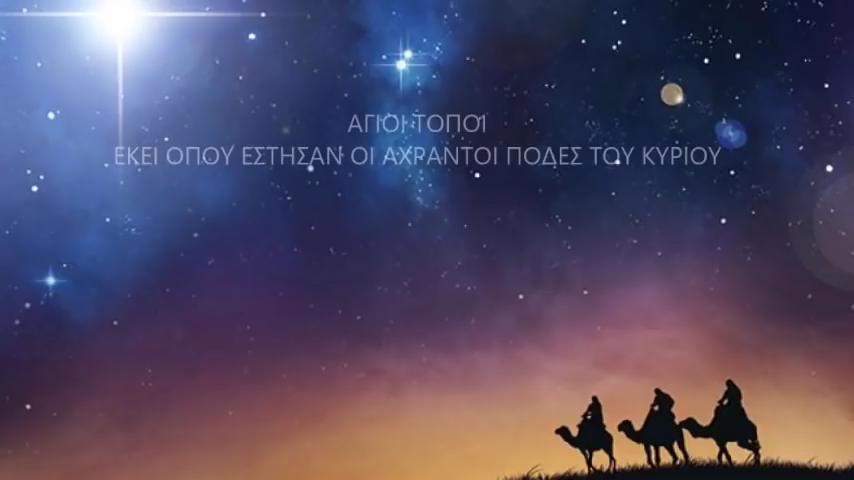 ΑΓΙΟΙ ΤΟΠΟΙ
ΕΚΕΙ ΟΠΟΥ ΕΣΤΗΣΑΝ ΟΙ ΑΧΡΑΝΤΟΙ ΠΟΔΕΣ ΤΟΥ ΚΥΡΙΟΥ